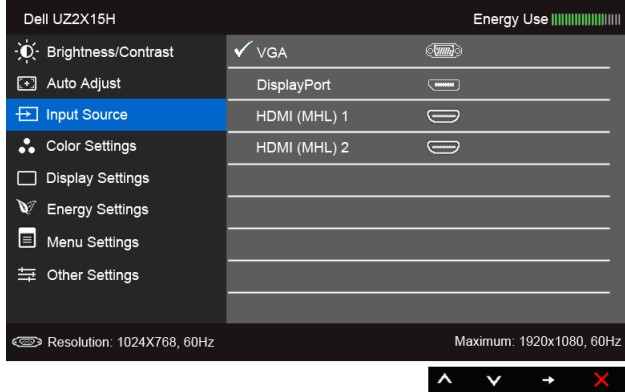 Dell UZ2X15H
Energy Use
Brightness/Contrast
VGA
Auto Adjust
DisplayPort
Input Source
HDMI (MHL) 1
Color Settings
HDMI (MHL) 2
Display Settings
Energy Settings
Menu Settings
Other Settings
Resolution: 1024X768, 60Hz
Maximum: 1920x1080, 60Hz